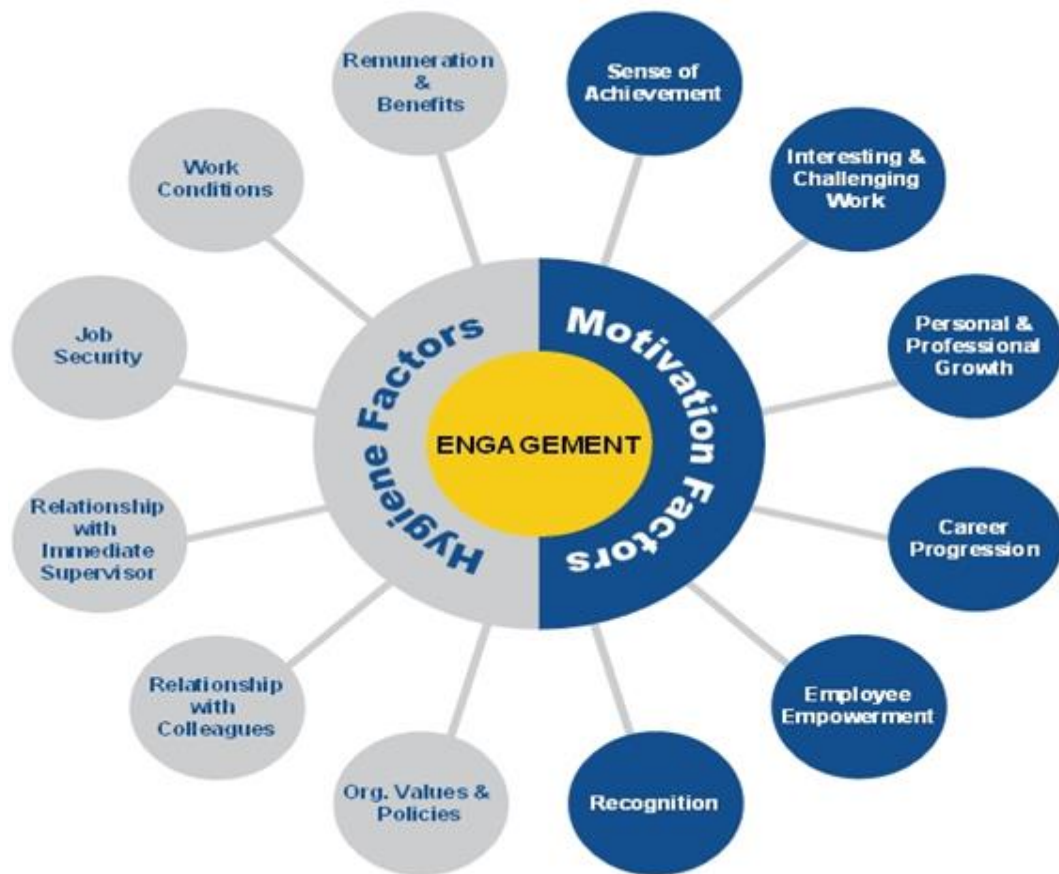 Remuneration
&
Benefits
Sense of
Achievement
Work
Conditions
Interesting &
Challenging
Work
Job
Security
Personal &
Professional
Growth
Hygiene Factors
ENGAGEMENT
Motivation Factors
Relationship
with
Immediate
Supervisor
Career
Progression
Relationship
with
Colleagues
Employee
Empowerment
Org. Values &
Policies
Recognition